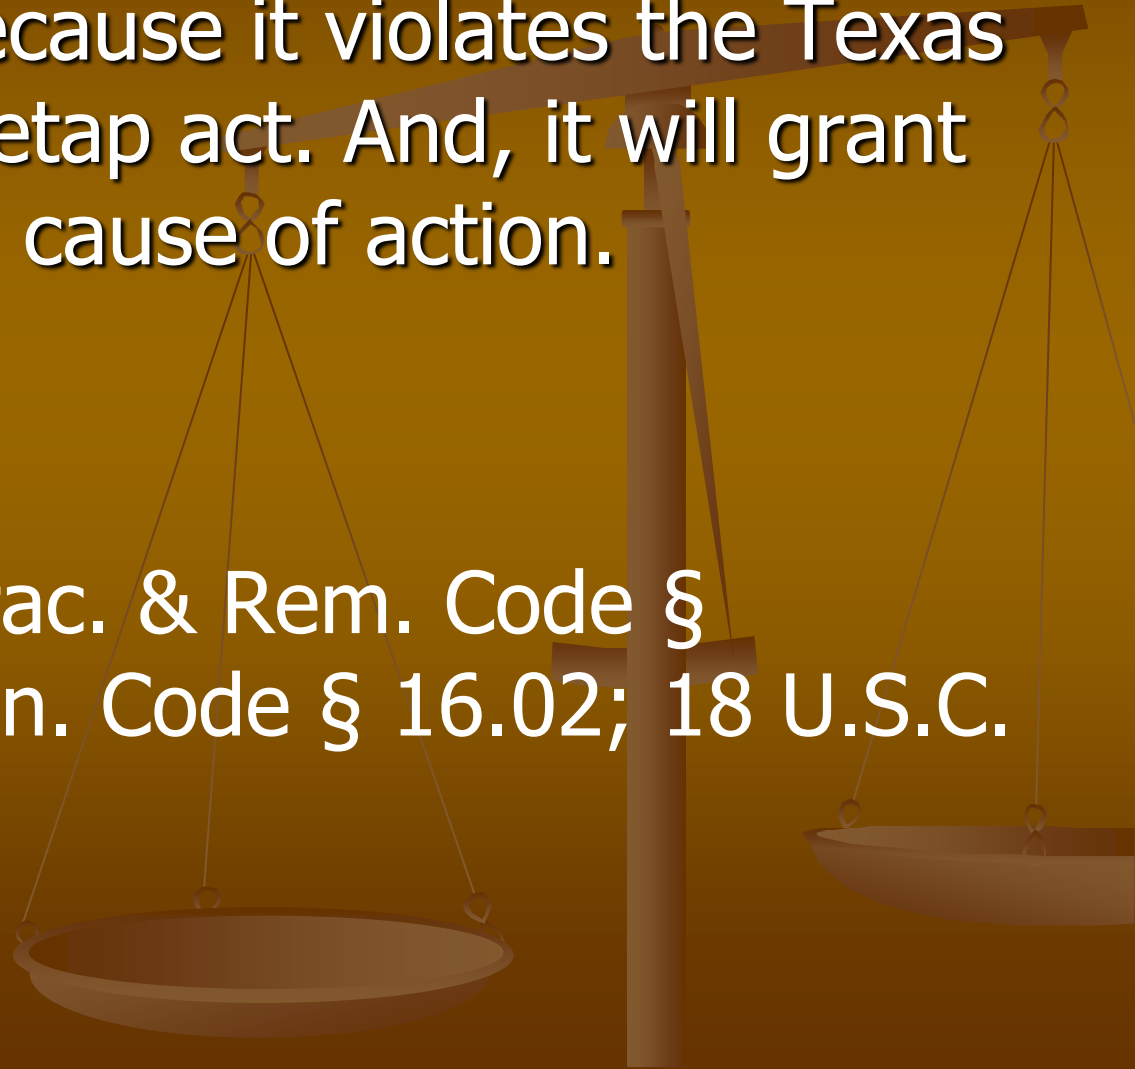 ecause it violates the Texas
etap act. And, it will grant
cause of action.
rac. & Rem. Code §
n. Code § 16.02; 18 U.S.C.